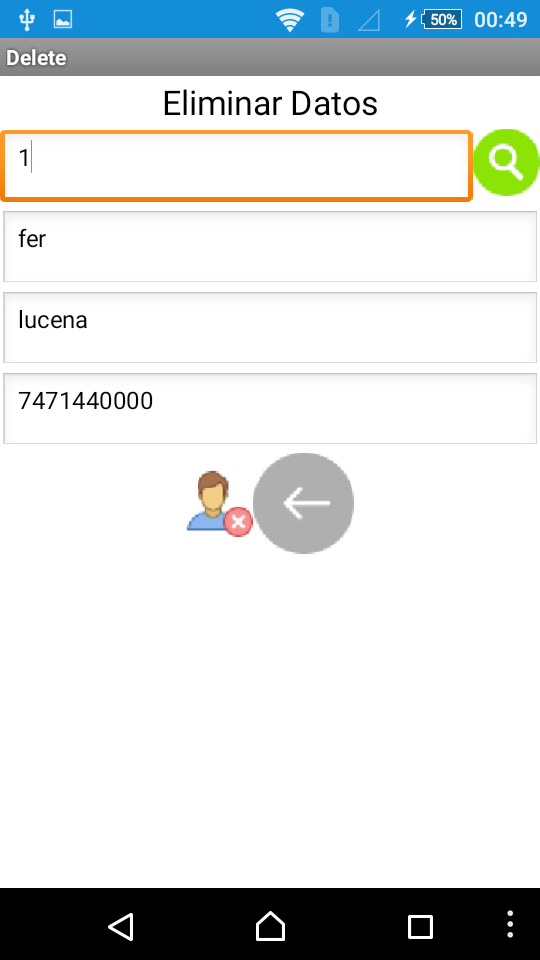 50% 00:49
Delete
Eliminar Datos
1
fer
lucena
7471440000